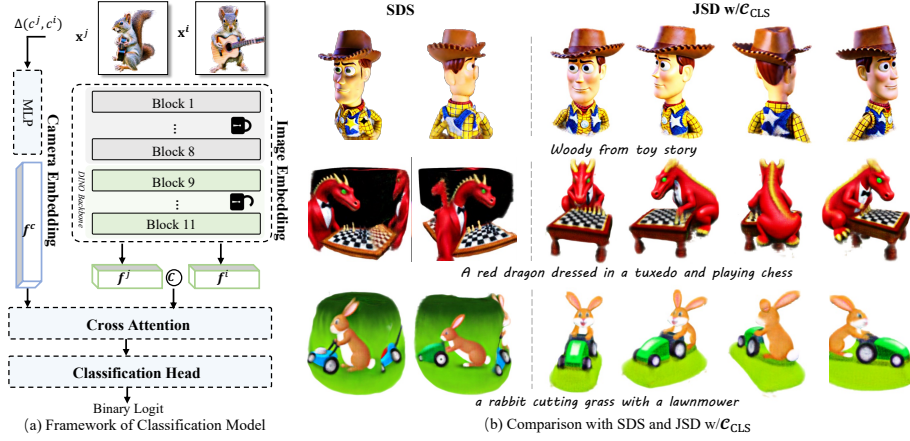 SDS
JSD w/𝓒CLS
Δ(c^j, c^i)
x^j
x^i
MLP
Camera Embedding
f^c
Block 1
⋮
Block 8
Block 9
⋮
Block 11
DINO Backbone
Image Embedding
f^j
C
f^i
Cross Attention
Classification Head
Binary Logit
(a) Framework of Classification Model
Woody from toy story
A red dragon dressed in a tuxedo and playing chess
a rabbit cutting grass with a lawnmower
(b) Comparison with SDS and JSD w/𝓒CLS